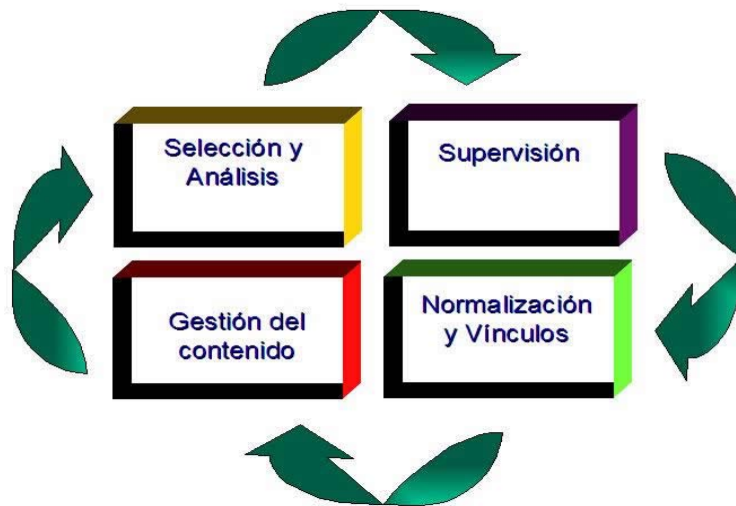 Selección y
Análisis
Supervisión
Gestión del
contenido
Normalización
y Vínculos